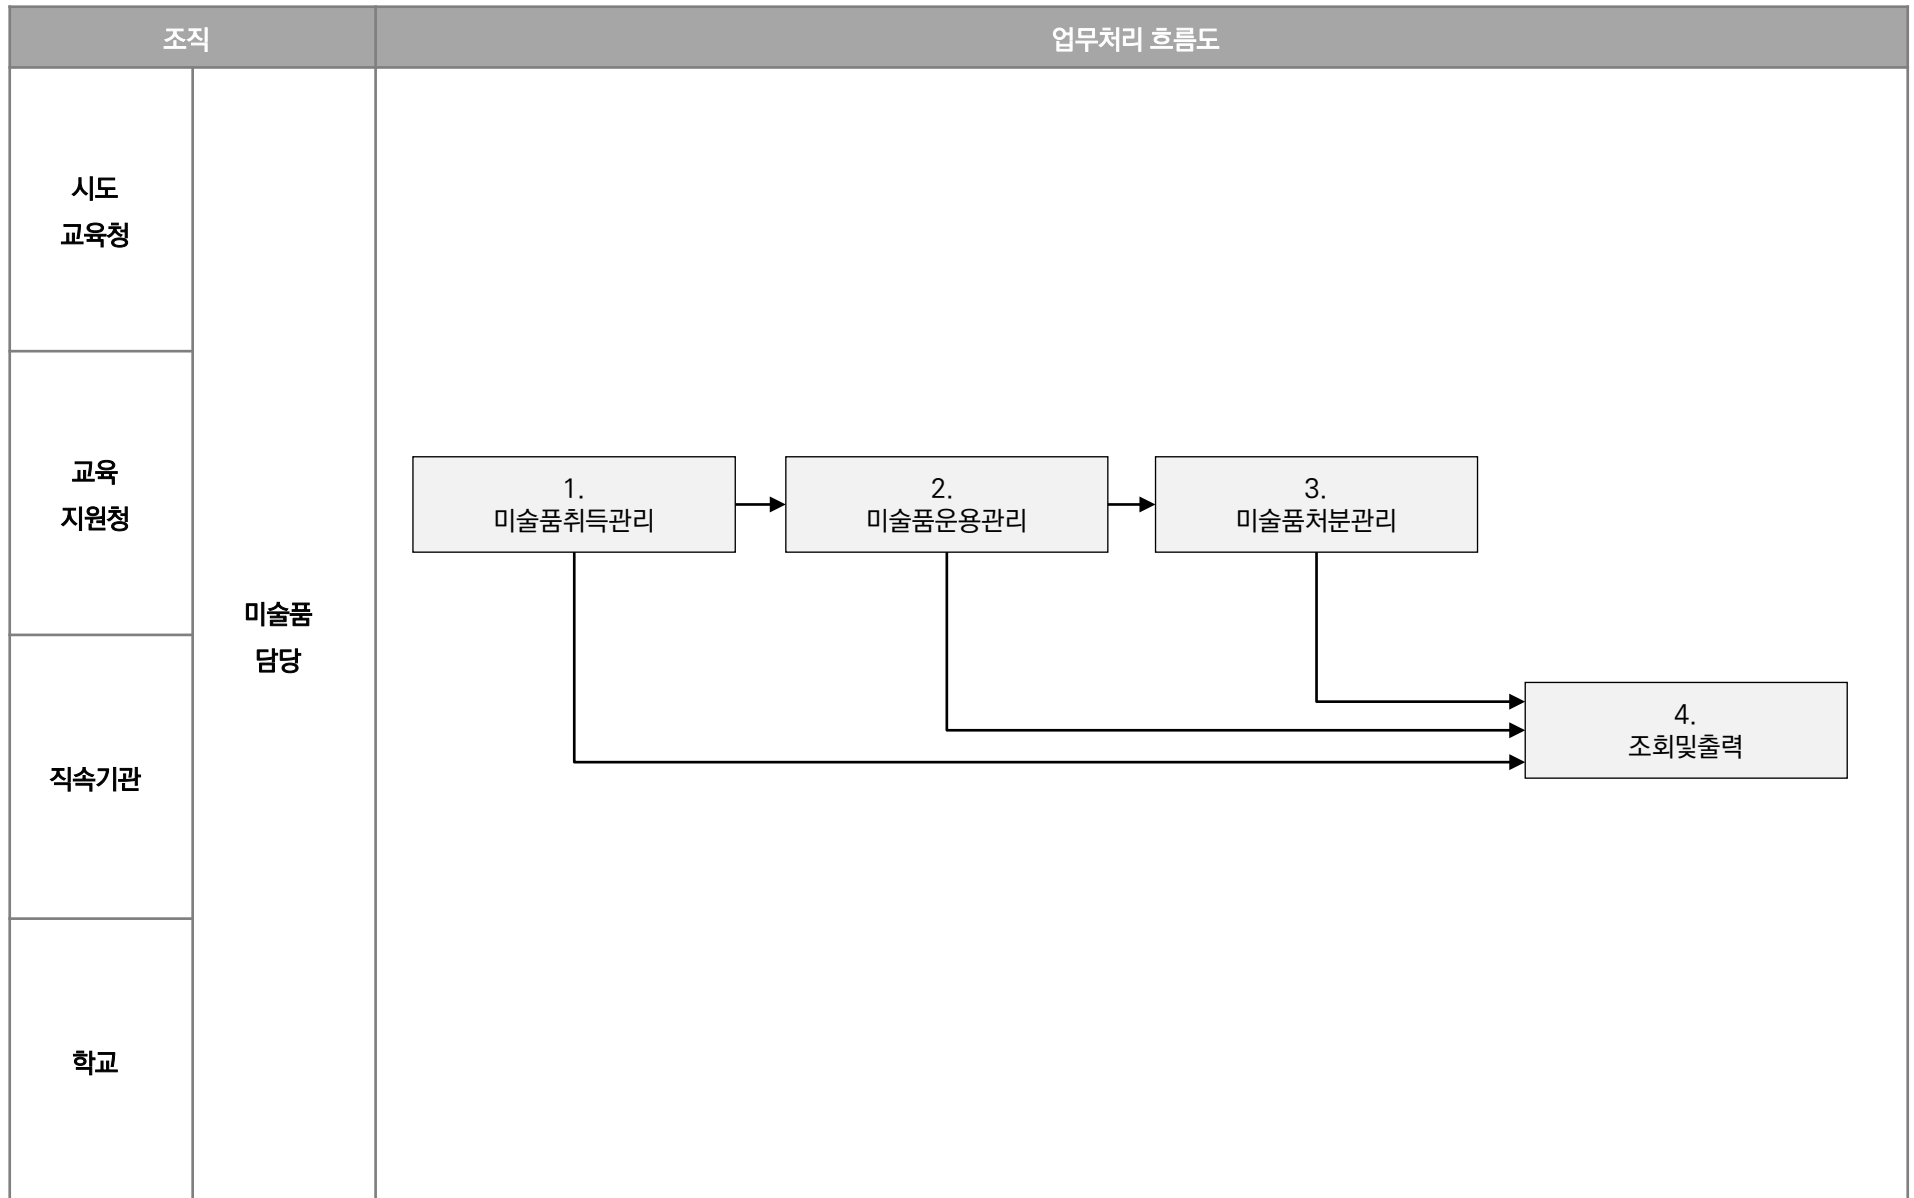 조직
업무처리 흐름도
시도
교육청
교육
지원청
직속기관
학교
미술품
담당
1.
미술품취득관리
2.
미술품운용관리
3.
미술품처분관리
4.
조회및출력